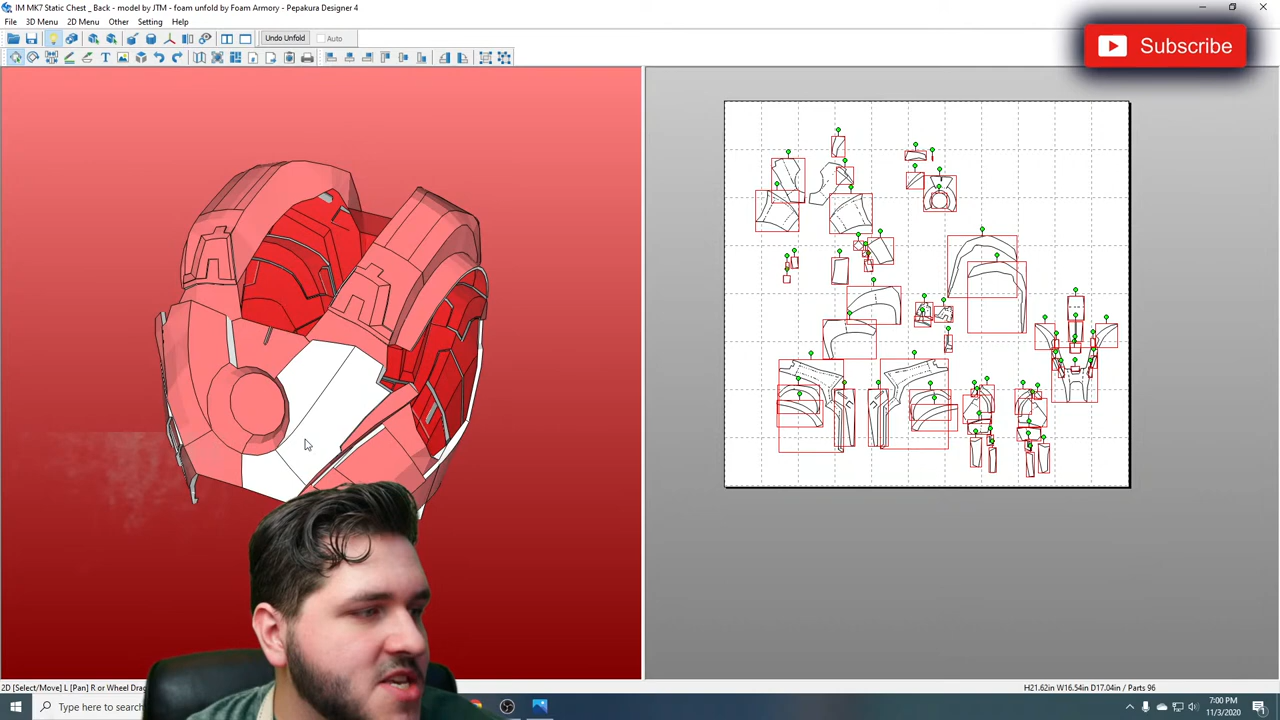 IM MK7 Static Chest _ Back - model by JTM - foam unfold by Foam Armory - Pepakura Designer 4
File 3D Menu 2D Menu Other Setting Help
Undo Unfold
Auto
Subscribe
2D [Select/Move] L [Pan] R or Wheel Drag
H21.62in W16.54in D17.04in / Parts 96
Type here to search
7:00 PM
11/3/2020